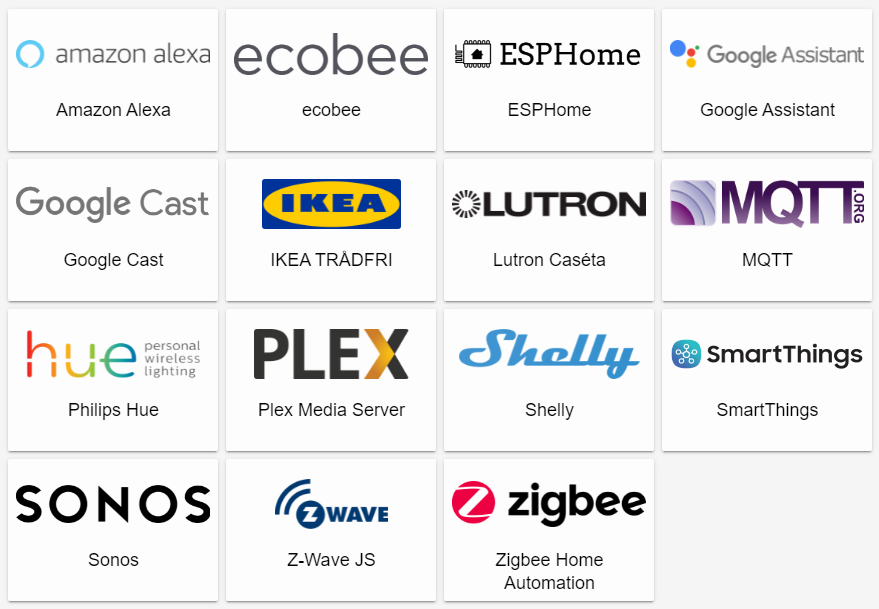 amazon alexa
Amazon Alexa
ecobee
ecobee
ESPHome
ESPHome
Google Assistant
Google Assistant
Google Cast
Google Cast
IKEA
IKEA TRÅDFRI
LUTRON
Lutron Caséta
MQTT.ORG
MQTT
hue personal
wireless
lighting
Philips Hue
PLEX
Plex Media Server
Shelly
Shelly
SmartThings
SmartThings
SONOS
Sonos
Z WAVE
Z-Wave JS
zigbee
Zigbee Home
Automation